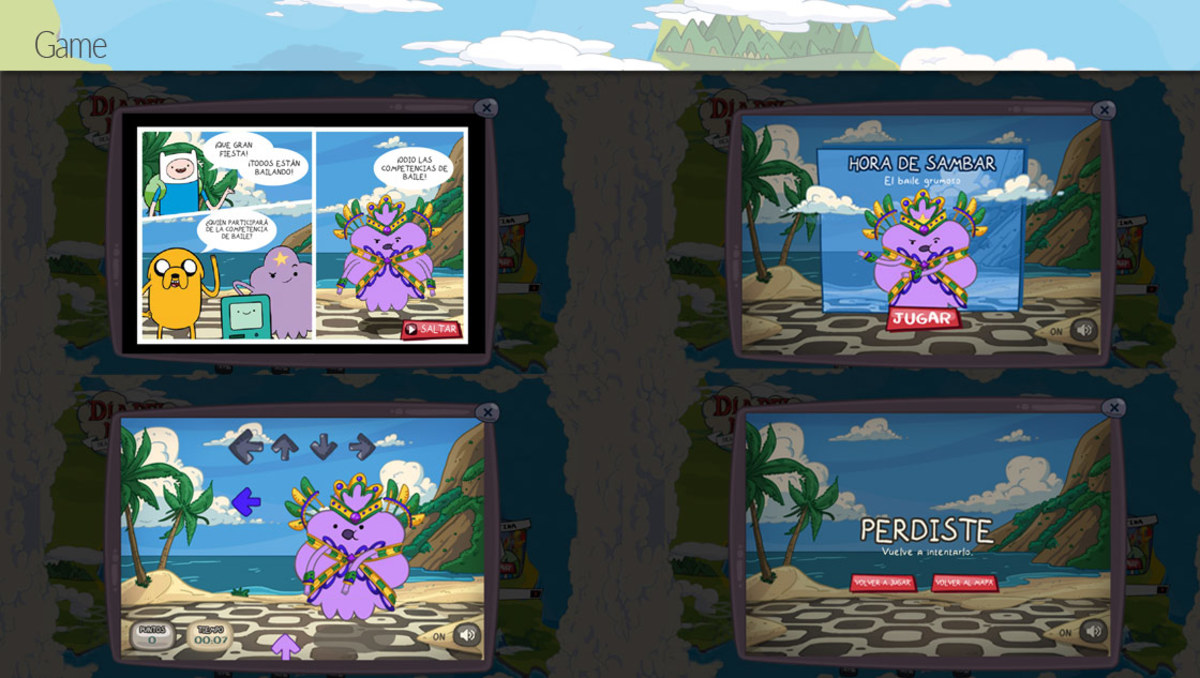 Game
¡QUE GRAN
FIESTA!
¡TODOS ESTÁN
BAILANDO!
¿QUIEN PARTICIPARÁ
DE LA COMPETENCIA
DE BAILE?
¡ODIO LAS
COMPETENCIAS DE
BAILE!
SALTAR
HORA DE SAMBAR
El baile grumoso
JUGAR
ON
PUNTOS
0
TIEMPO
00:07
ON
PERDISTE
Vuelve a intentarlo.
VOLVER A JUGAR
VOLVER AL MAPA
ON